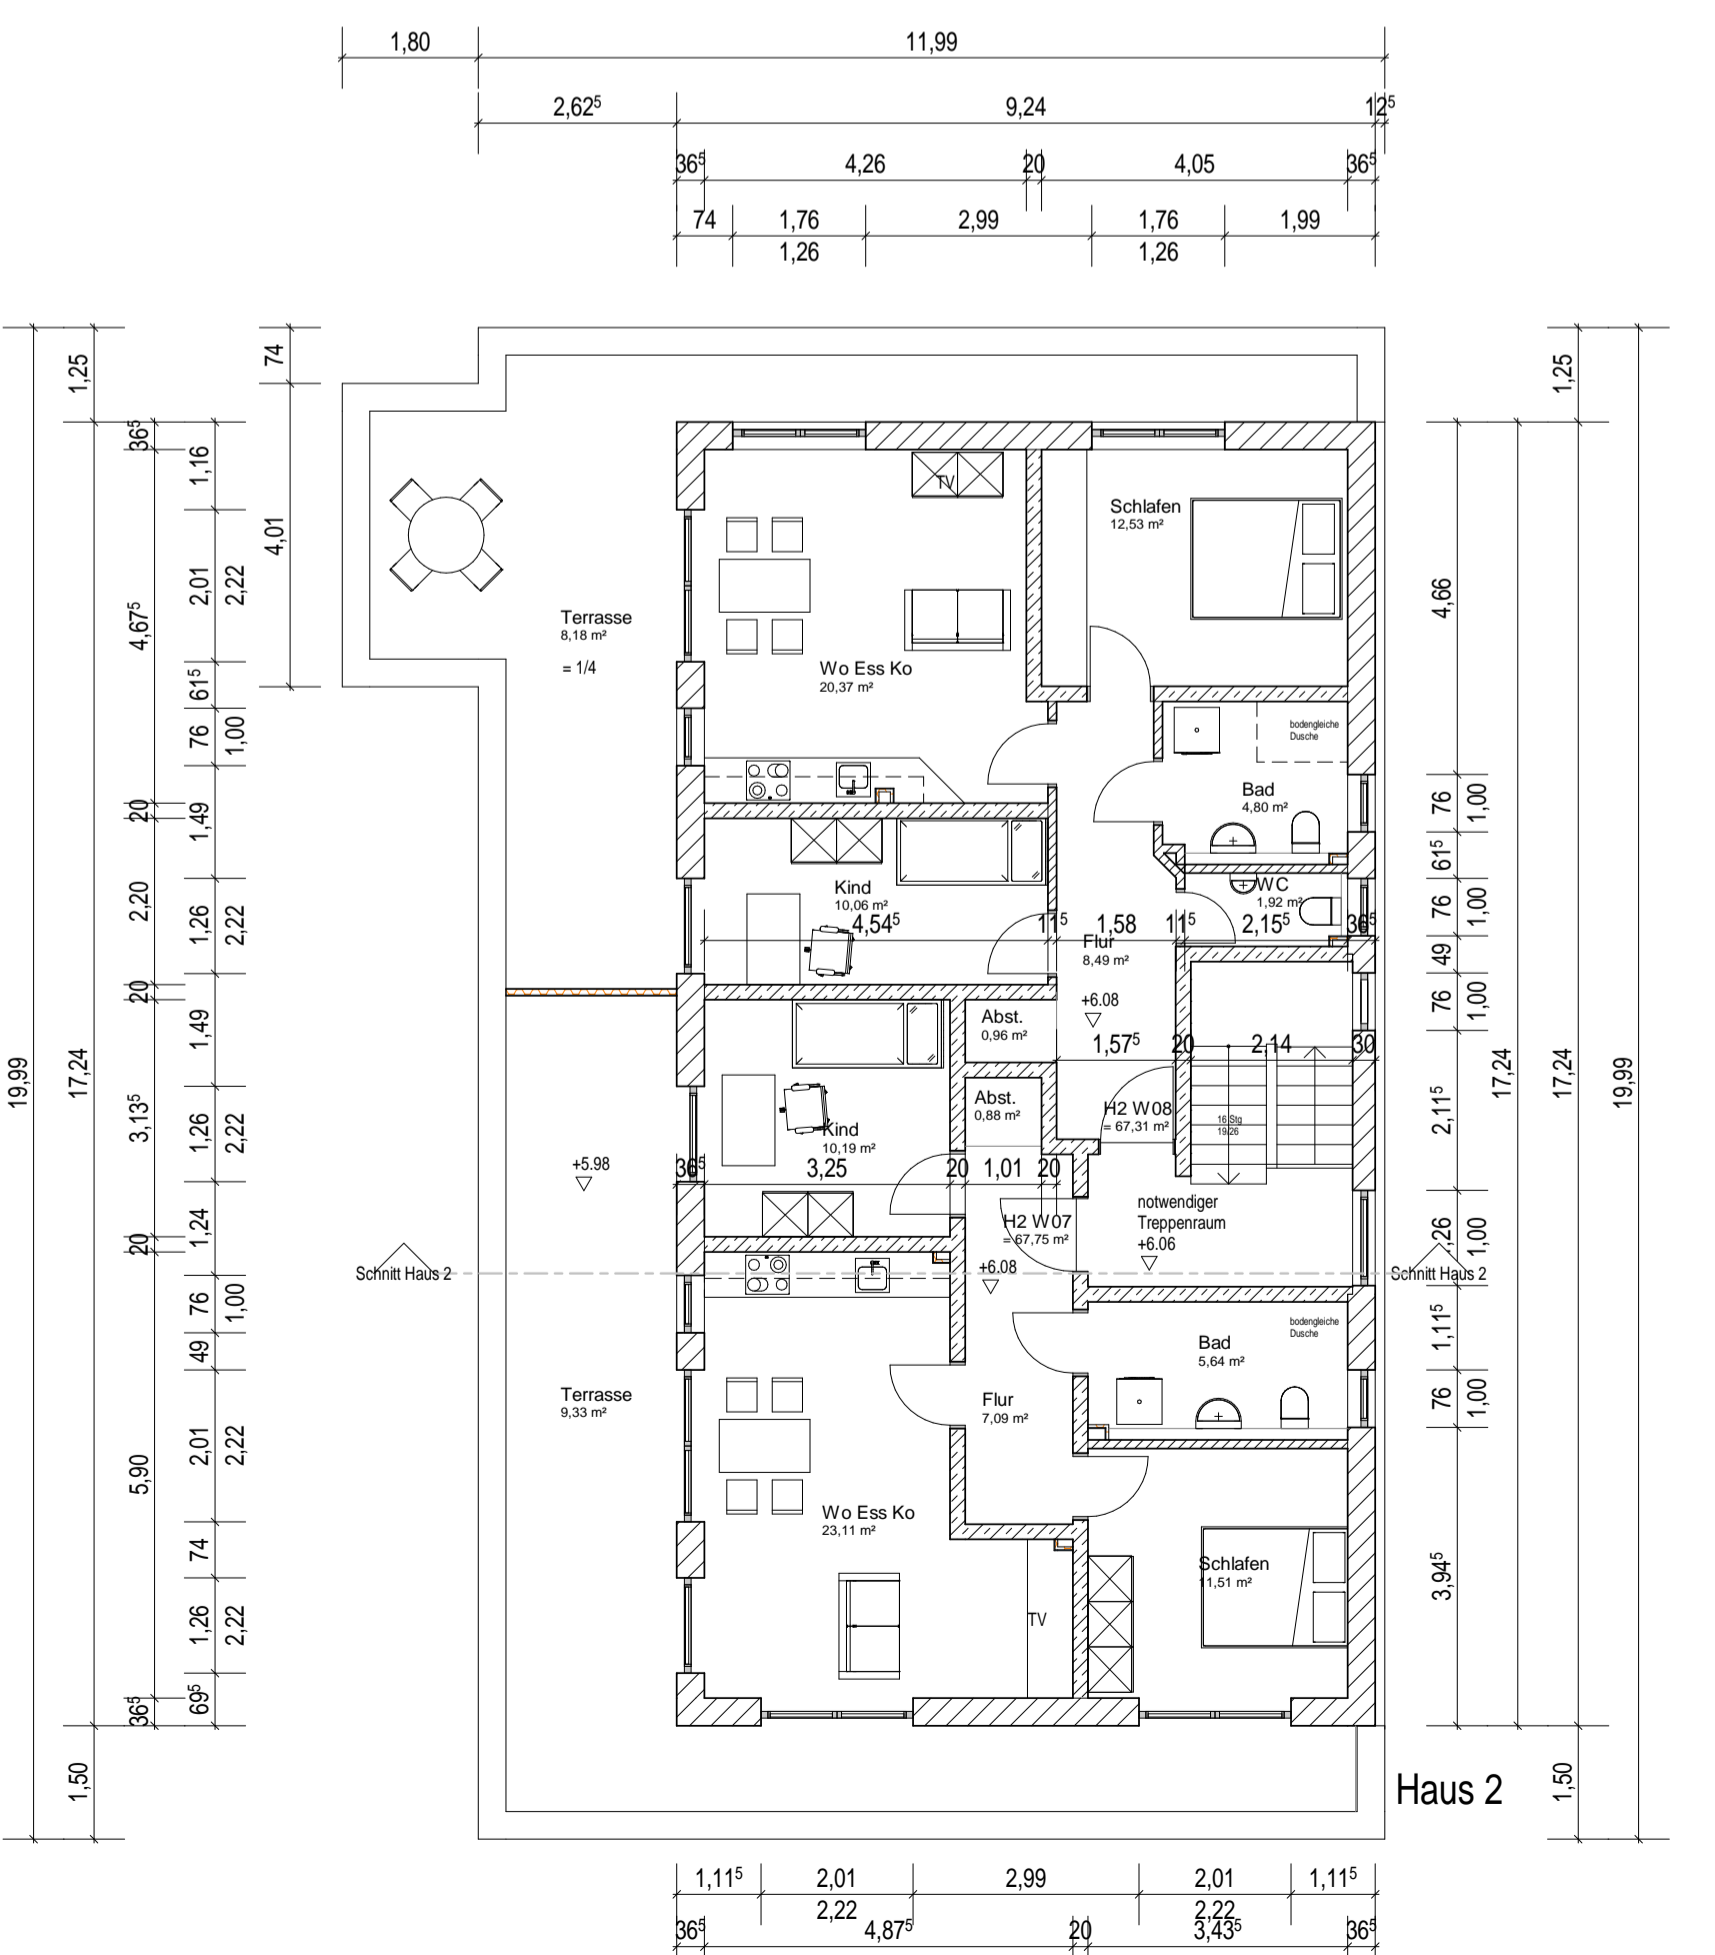 1,80
11,99
2,62⁵
9,24
12⁵
36⁵
4,26
20
4,05
36⁵
74
1,76
2,99
1,76
1,99
1,26
1,26
19,99
1,25
17,24
1,50
36⁵
4,67⁵
20
2,20
20
3,13⁵
20
5,90
36⁵
1,16
2,01
2,22
61⁵
76
1,00
1,49
1,26
2,22
1,49
1,26
2,22
1,24
76
1,00
49
2,01
2,22
74
1,26
2,22
69⁵
74
4,01
Terrasse
8,18 m²
= 1/4
TV
Wo Ess Ko
20,37 m²
Schlafen
12,53 m²
bodengleiche
Dusche
Bad
4,80 m²
Kind
10,06 m²
WC
1,92 m²
4,54⁵
11⁵
1,58
11⁵
2,15⁵
36⁵
Flur
8,49 m²
+6.08
Abst.
0,96 m²
1,57⁵
20
2,14
30
Abst.
0,88 m²
H2 W08
= 67,31 m²
16 Stg
19/26
Kind
10,19 m²
+5.98
36⁵
3,25
20
1,01
20
H2 W07
= 67,75 m²
+6.08
notwendiger
Treppenraum
+6.06
Schnitt Haus 2
Schnitt Haus 2
bodengleiche
Dusche
Bad
5,64 m²
Terrasse
9,33 m²
Flur
7,09 m²
Wo Ess Ko
23,11 m²
Schlafen
11,51 m²
TV
4,66
76
1,00
61⁵
76
1,00
49
76
1,00
2,11⁵
,26
1,00
1,11⁵
76
1,00
3,94⁵
17,24
1,25
17,24
1,50
19,99
Haus 2
1,11⁵
2,01
2,99
2,01
1,11⁵
2,22
2,22
36⁵
4,87⁵
20
3,43⁵
36⁵